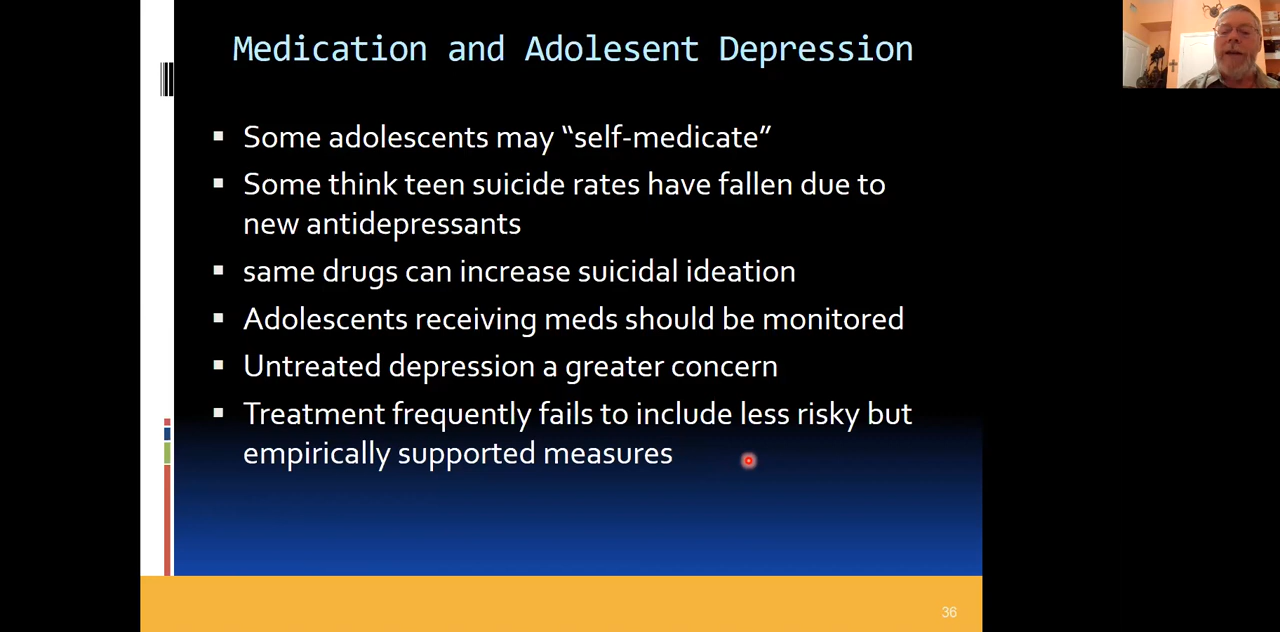 Medication and Adolesent Depression
▪ Some adolescents may “self-medicate”
▪ Some think teen suicide rates have fallen due to
new antidepressants
▪ same drugs can increase suicidal ideation
▪ Adolescents receiving meds should be monitored
▪ Untreated depression a greater concern
▪ Treatment frequently fails to include less risky but
empirically supported measures
36